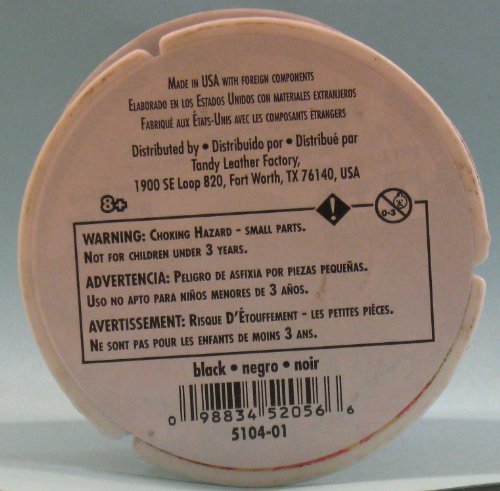 Made in USA with foreign components
Elaborado en los Estados Unidos con materiales extranjeros
Fabriqué aux États-Unis avec les composants étrangers
Distributed by • Distribuido por • Distribué par
Tandy Leather Factory,
1900 SE Loop 820, Fort Worth, TX 76140, USA
8+
0-3
WARNING: Choking Hazard - small parts.
Not for children under 3 years.
ADVERTENCIA: Peligro de asfixia por piezas pequeñas.
Uso no apto para niños menores de 3 años.
AVERTISSEMENT: Risque D'Étouffement - les petites pièces.
Ne sont pas pour les enfants de moins 3 ans.
black • negro • noir
0 98834 52056 6
5104-01